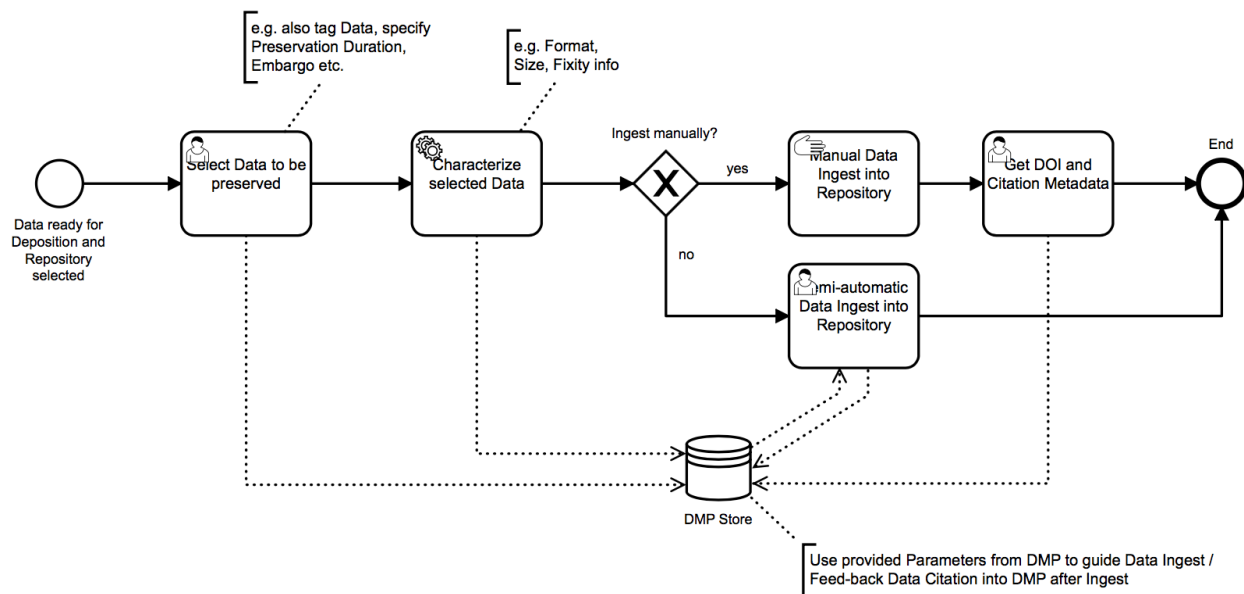 e.g. also tag Data, specify
Preservation Duration,
Embargo etc.
e.g. Format,
Size, Fixity info
Data ready for
Deposition and
Repository
selected
Select Data to be
preserved
Characterize
selected Data
Ingest manually?
X
yes
no
Manual Data
Ingest into
Repository
Get DOI and
Citation Metadata
End
emi-automatic
Data Ingest into
Repository
DMP Store
Use provided Parameters from DMP to guide Data Ingest /
Feed-back Data Citation into DMP after Ingest